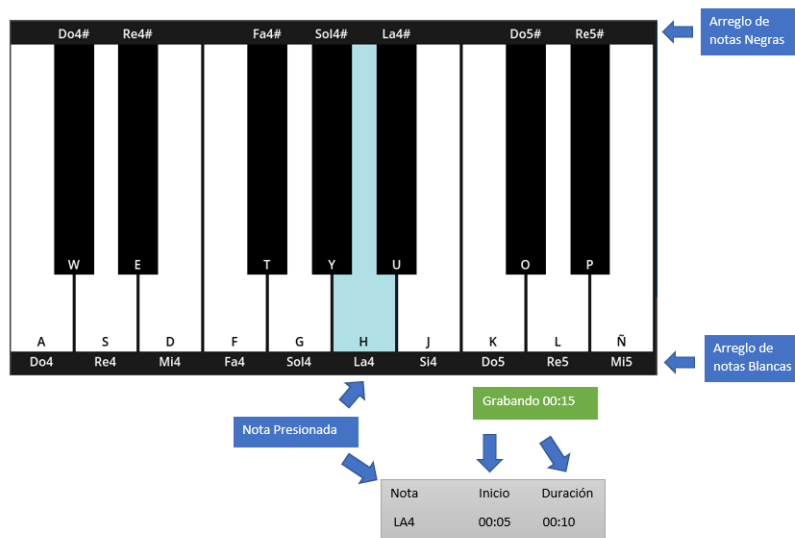 Do4# Re4# Fa4# Sol4# La4# Do5# Re5#
Arreglo de
notas Negras
W E T Y U O P
A S D F G H J K L Ñ
Do4 Re4 Mi4 Fa4 Sol4 La4 Si4 Do5 Re5 Mi5
Arreglo de
notas Blancas
Grabando 00:15
Nota Presionada
Nota Inicio Duración
LA4 00:05 00:10